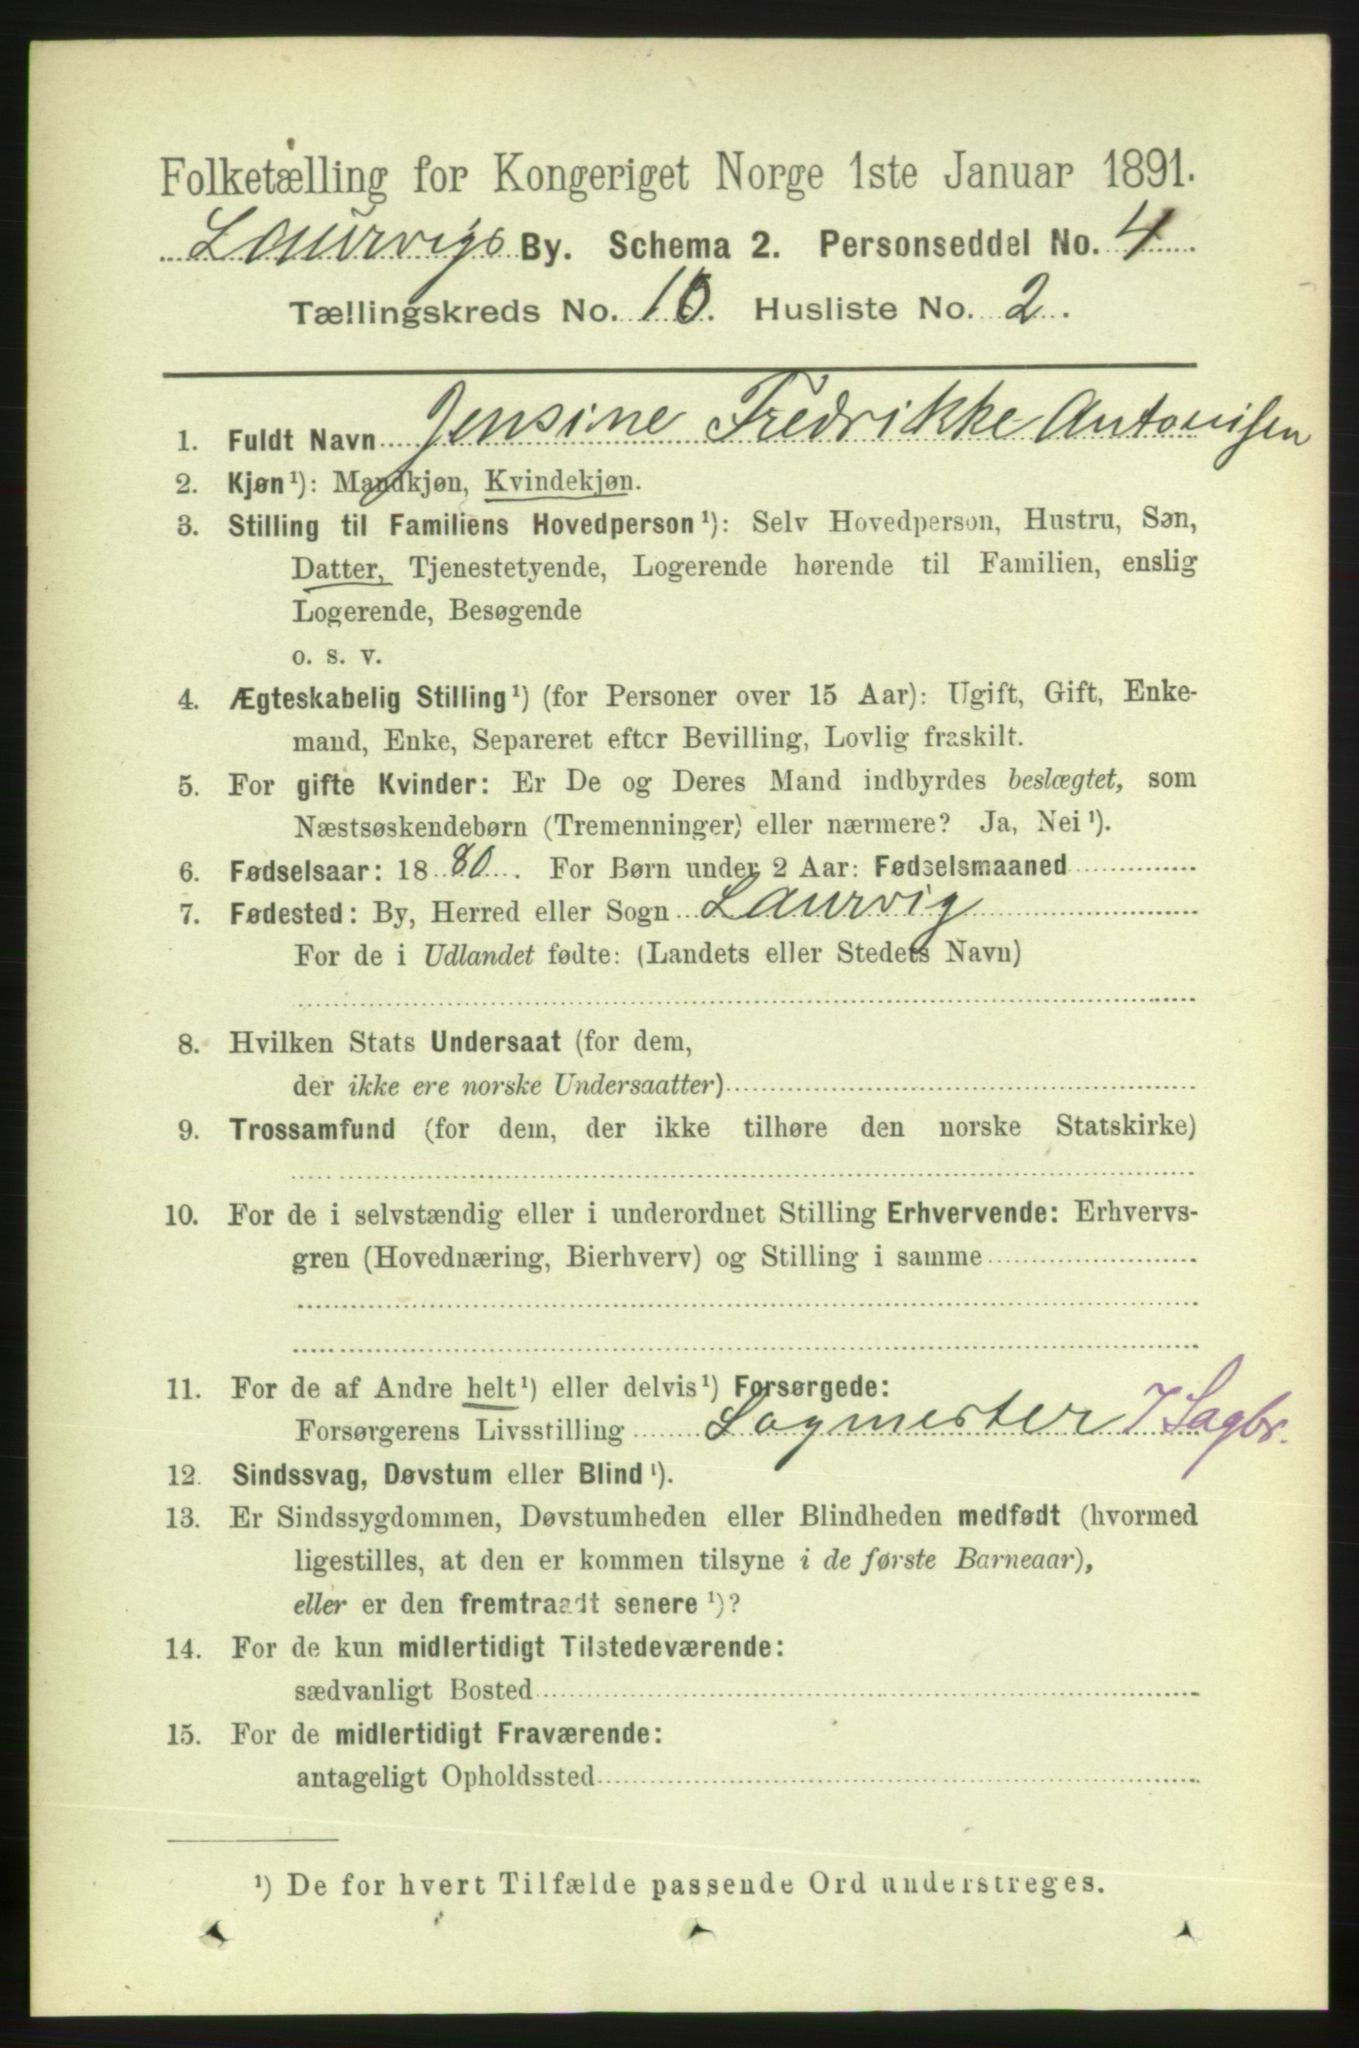 Folketælling for Kongeriget Norge 1ste Januar 1891.
Laurvigs By. Schema 2. Personseddel No. 4
Tællingskreds No. 10. Husliste No. 2.
1. Fuldt Navn Jensine Fredrikke Antonisen
2. Kjøn¹): Mandkjøn, Kvindekjøn.
3. Stilling til Familiens Hovedperson¹): Selv Hovedperson, Hustru, Søn,
Datter, Tjenestetyende, Logerende hørende til Familien, enslig
Logerende, Besøgende
o. s. v.
4. Ægteskabelig Stilling¹) (for Personer over 15 Aar): Ugift, Gift, Enke-
mand, Enke, Separeret efter Bevilling, Lovlig fraskilt.
5. For gifte Kvinder: Er De og Deres Mand indbyrdes beslægtet, som
Næstsøskendebørn (Tremenninger) eller nærmere? Ja, Nei¹).
6. Fødselsaar: 1880. For Børn under 2 Aar: Fødselsmaaned
7. Fødested: By, Herred eller Sogn Laurvig
For de i Udlandet fødte: (Landets eller Stedets Navn)
8. Hvilken Stats Undersaat (for dem,
der ikke ere norske Undersaatter)
9. Trossamfund (for dem, der ikke tilhøre den norske Statskirke)
10. For de i selvstændig eller i underordnet Stilling Erhvervende: Erhvervs-
gren (Hovednæring, Bierhverv) og Stilling i samme
11. For de af Andre helt¹) eller delvis¹) Forsørgede:
Forsørgerens Livsstilling Sagmester / Sagbr.
12. Sindssvag, Døvstum eller Blind¹).
13. Er Sindssygdommen, Døvstumheden eller Blindheden medfødt (hvormed
ligestilles, at den er kommen tilsyne i de første Barneaar),
eller er den fremtraadt senere¹)?
14. For de kun midlertidigt Tilstedeværende:
sædvanligt Bosted
15. For de midlertidigt Fraværende:
antageligt Opholdssted
¹) De for hvert Tilfælde passende Ord understreges.